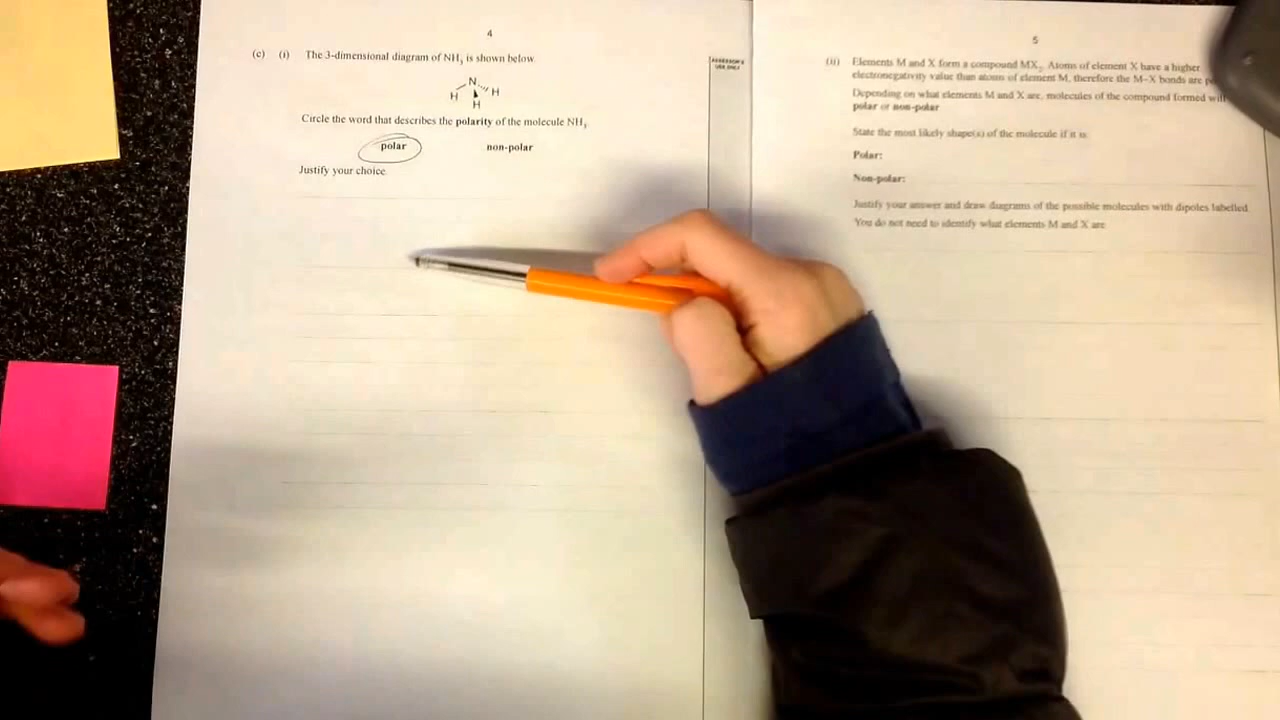 4
(c) (i) The 3-dimensional diagram of NH₃ is shown below.
N
H H
H
Circle the word that describes the polarity of the molecule NH₃
polar non-polar
Justify your choice.
ASSESSOR'S
USE ONLY
5
(ii) Elements M and X form a compound MX₂. Atoms of element X have a higher
electronegativity value than atoms of element M, therefore the M–X bonds are
Depending on what elements M and X are, molecules of the compound formed will
polar or non-polar
State the most likely shape(s) of the molecule if it is:
Polar:
Non-polar:
Justify your answer and draw diagrams of the possible molecules with dipoles labelled.
You do not need to identify what elements M and X are